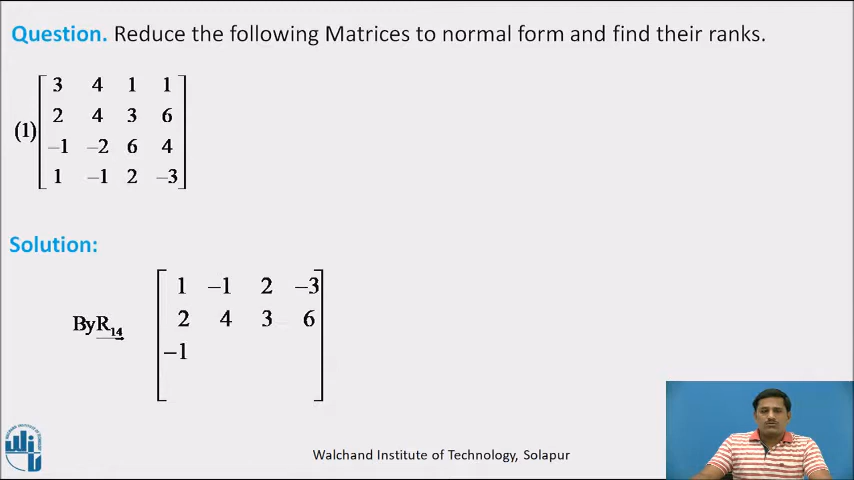 Question. Reduce the following Matrices to normal form and find their ranks.
(1)
3 4 1 1
2 4 3 6
–1 –2 6 4
1 –1 2 –3
Solution:
By R14
1 –1 2 –3
2 4 3 6
–1
Walchand Institute of Technology, Solapur